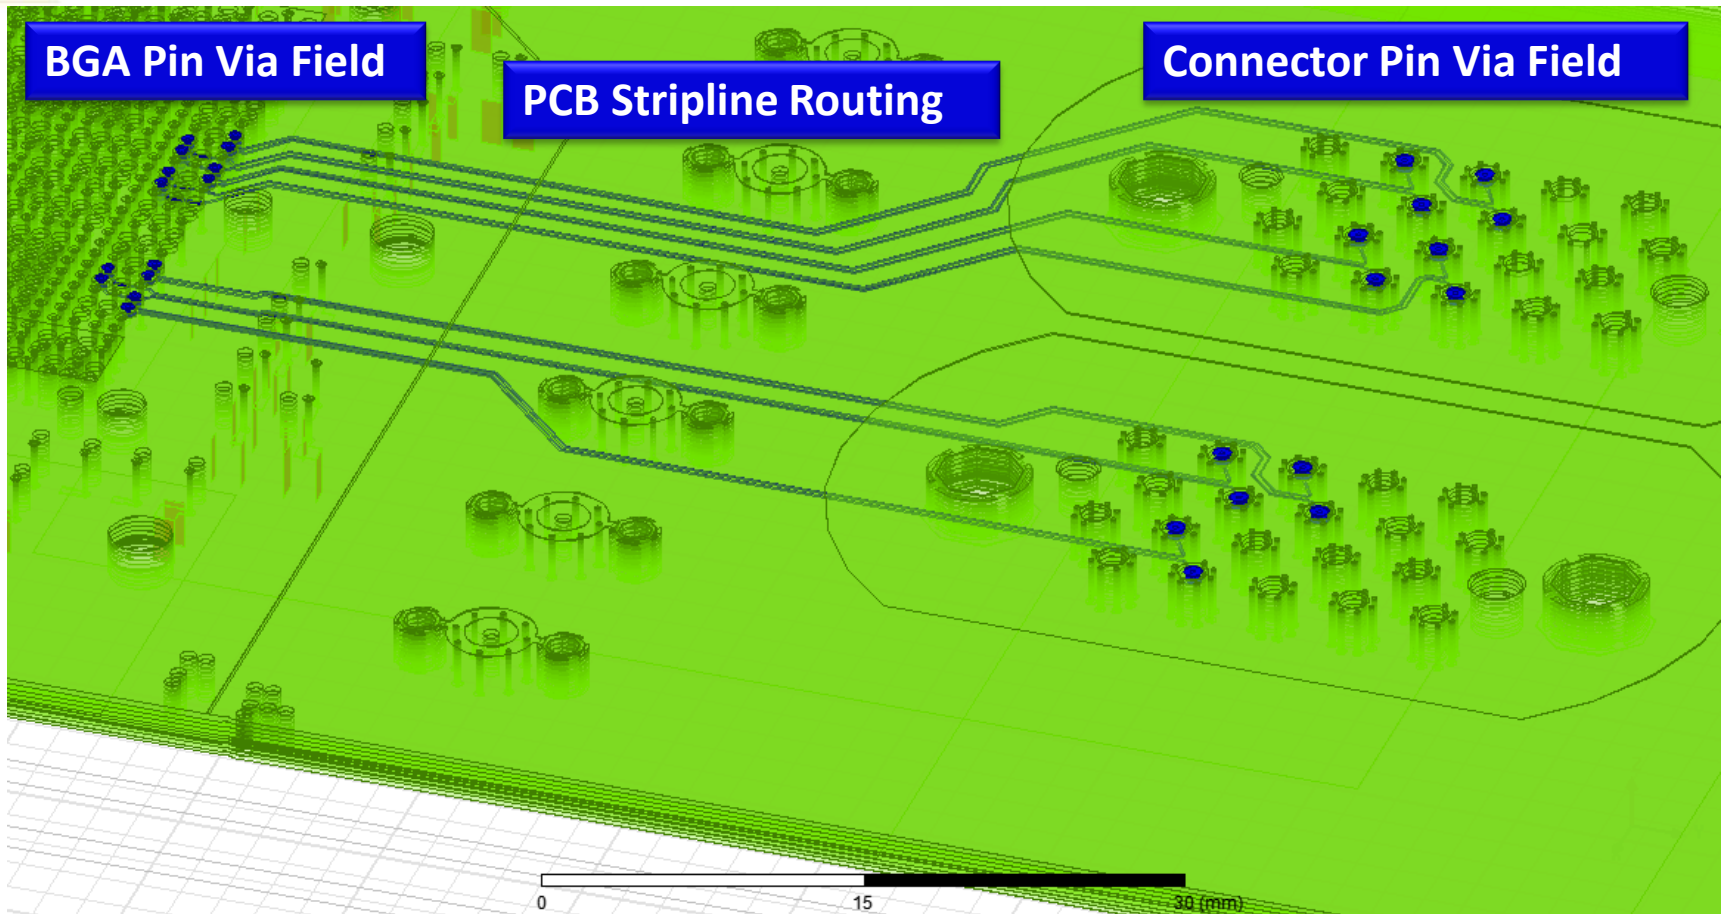 BGA Pin Via Field
PCB Stripline Routing
Connector Pin Via Field
0
15
30 (mm)